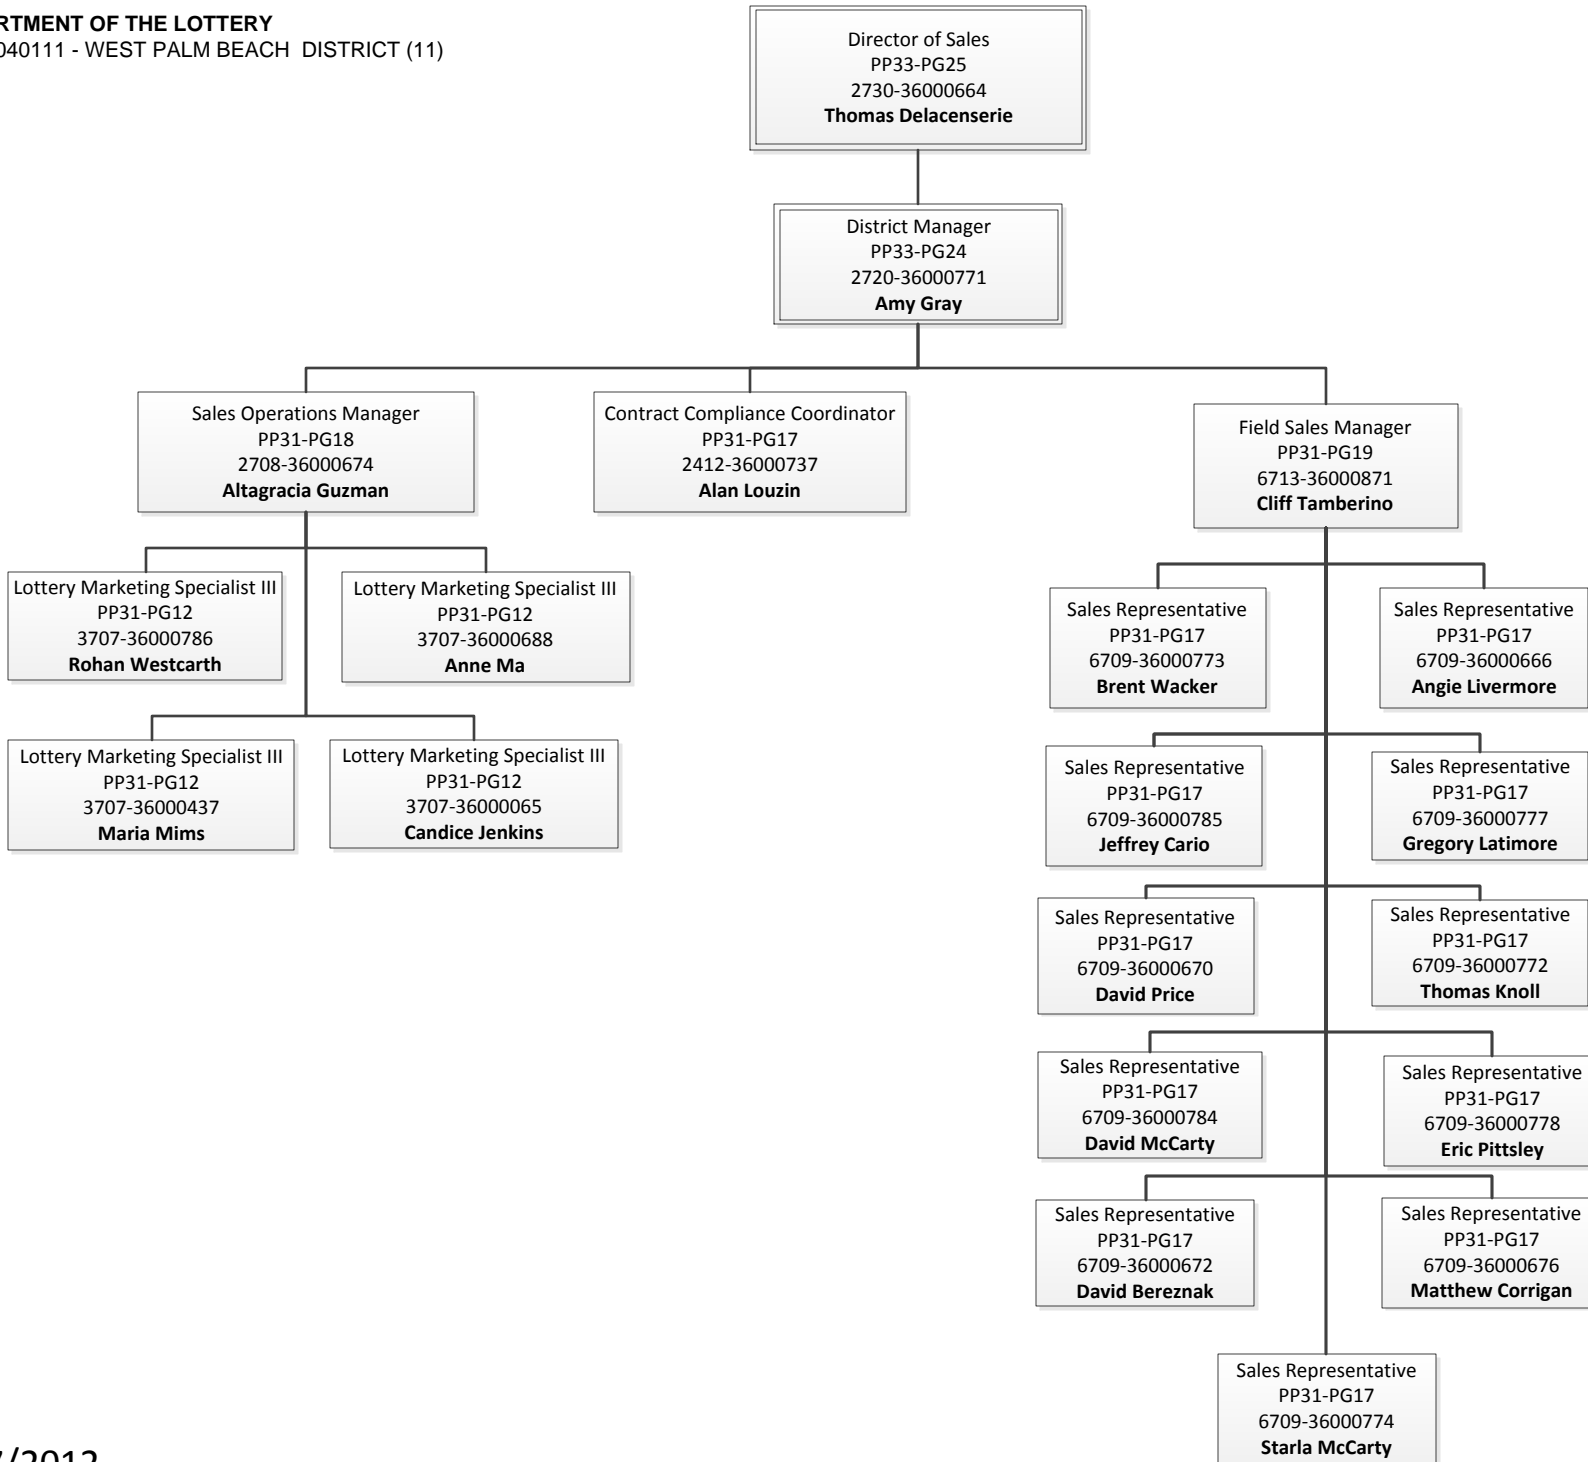 RTMENT OF THE LOTTERY
040111 - WEST PALM BEACH DISTRICT (11)
Director of Sales
PP33-PG25
2730-36000664
Thomas Delacenserie
District Manager
PP33-PG24
2720-36000771
Amy Gray
Sales Operations Manager
PP31-PG18
2708-36000674
Altagracia Guzman
Contract Compliance Coordinator
PP31-PG17
2412-36000737
Alan Louzin
Field Sales Manager
PP31-PG19
6713-36000871
Cliff Tamberino
Lottery Marketing Specialist III
PP31-PG12
3707-36000786
Rohan Westcarth
Lottery Marketing Specialist III
PP31-PG12
3707-36000688
Anne Ma
Lottery Marketing Specialist III
PP31-PG12
3707-36000437
Maria Mims
Lottery Marketing Specialist III
PP31-PG12
3707-36000065
Candice Jenkins
Sales Representative
PP31-PG17
6709-36000773
Brent Wacker
Sales Representative
PP31-PG17
6709-36000666
Angie Livermore
Sales Representative
PP31-PG17
6709-36000785
Jeffrey Cario
Sales Representative
PP31-PG17
6709-36000777
Gregory Latimore
Sales Representative
PP31-PG17
6709-36000670
David Price
Sales Representative
PP31-PG17
6709-36000772
Thomas Knoll
Sales Representative
PP31-PG17
6709-36000784
David McCarty
Sales Representative
PP31-PG17
6709-36000778
Eric Pittsley
Sales Representative
PP31-PG17
6709-36000672
David Bereznak
Sales Representative
PP31-PG17
6709-36000676
Matthew Corrigan
Sales Representative
PP31-PG17
6709-36000774
Starla McCarty
/2012